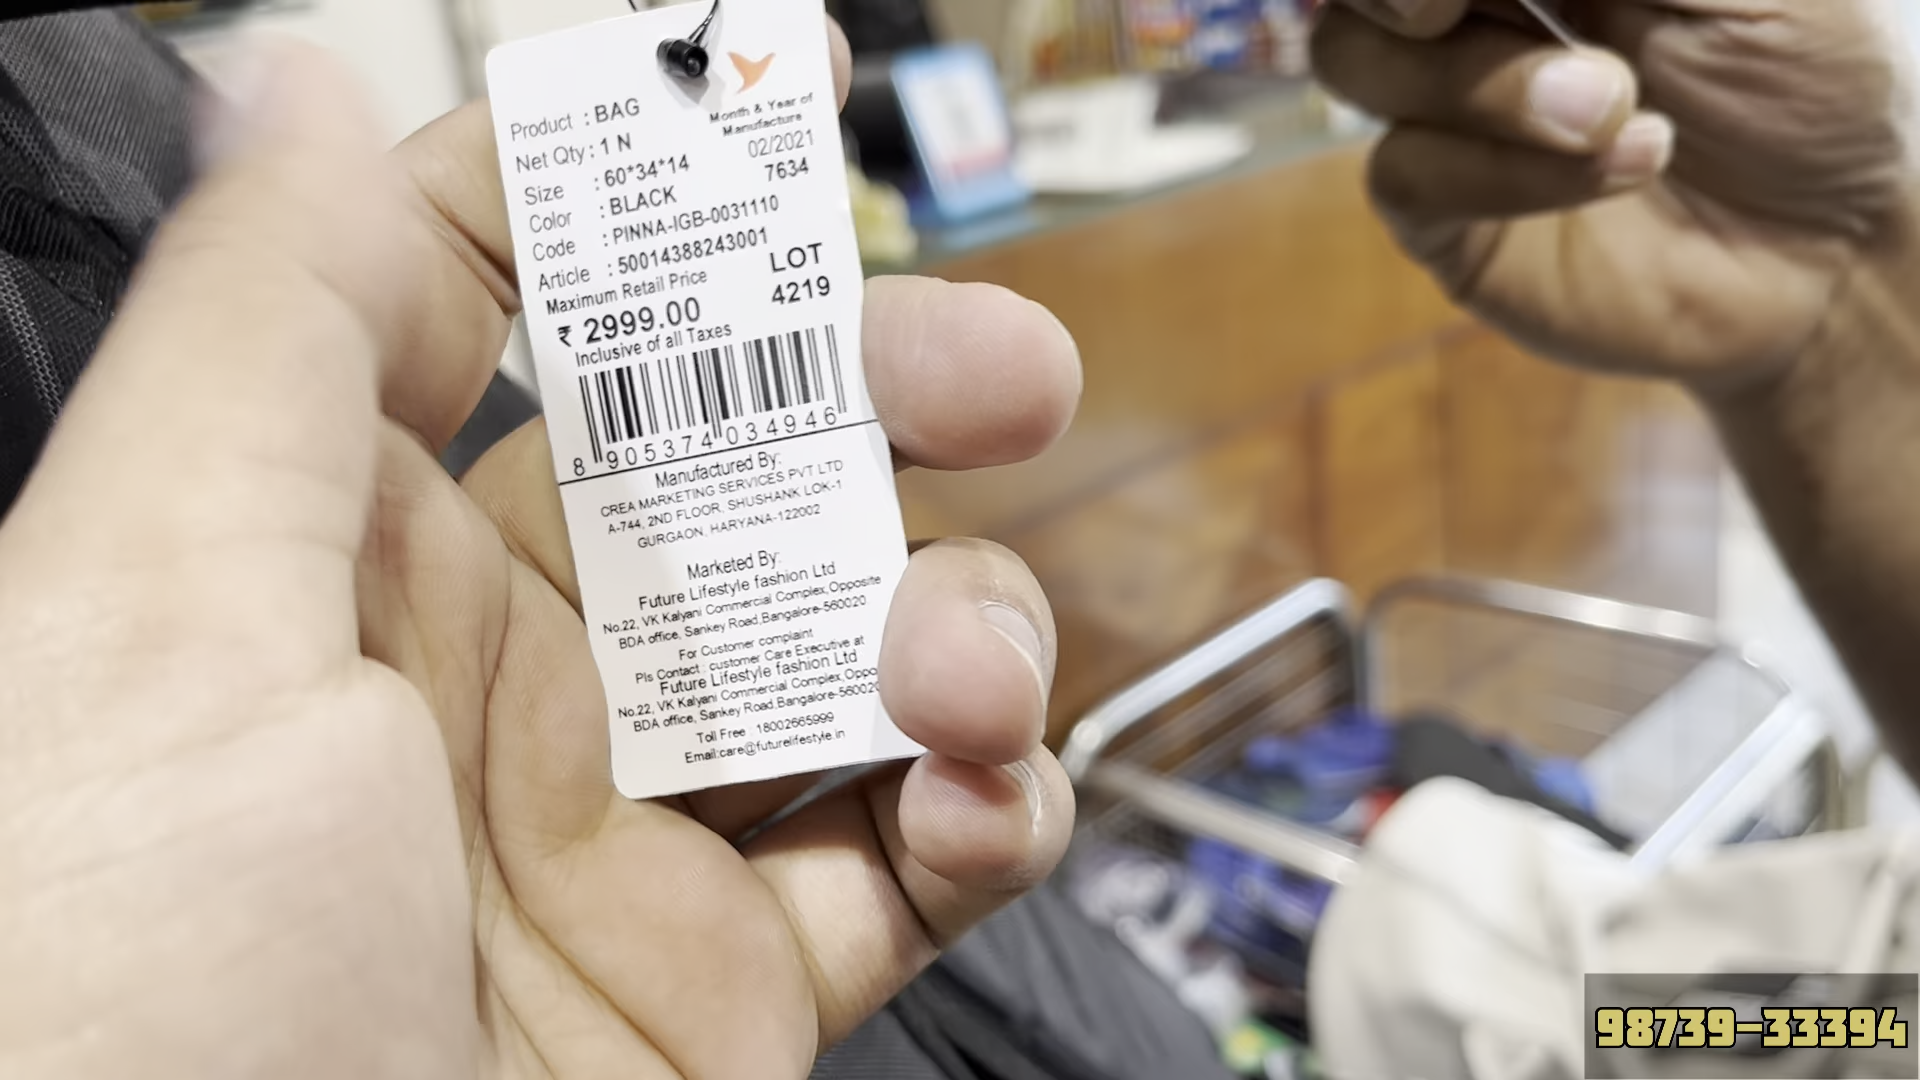 Product : BAG
Month & Year of
Manufacture
Net Qty : 1 N
02/2021
Size : 60*34*14
7634
Color : BLACK
Code : PINNA-IGB-0031110
Article : 50014388243001
Maximum Retail Price
LOT
₹ 2999.00
4219
Inclusive of all Taxes
8 905374 034946
Manufactured By:
CREA MARKETING SERVICES PVT LTD
A-744, 2ND FLOOR, SHUSHANK LOK-1
GURGAON, HARYANA-122002
Marketed By:
Future Lifestyle fashion Ltd
No.22, VK Kalyani Commercial Complex,Opposite
BDA office, Sankey Road,Bangalore-560020
For Customer complaint
Pls Contact : customer Care Executive at
Future Lifestyle fashion Ltd
No.22, VK Kalyani Commercial Complex,Oppo
BDA office, Sankey Road,Bangalore-560020
Toll Free : 18002665999
Email:care@futurelifestyle.in
98739-33394